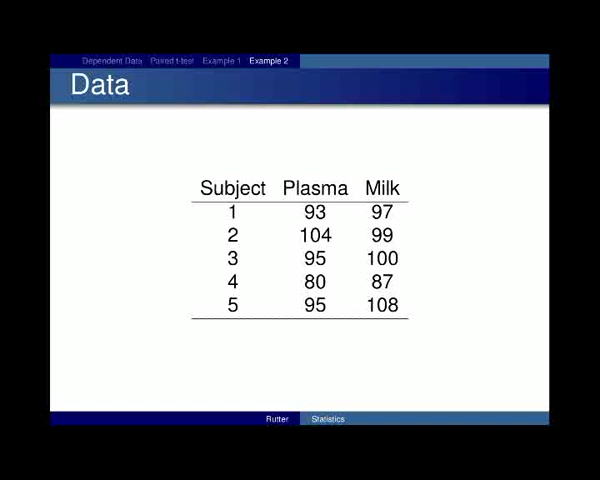 Dependent Data Paired t-test Example 1 Example 2
Data
Subject Plasma Milk
1 93 97
2 104 99
3 95 100
4 80 87
5 95 108
Rutter Statistics